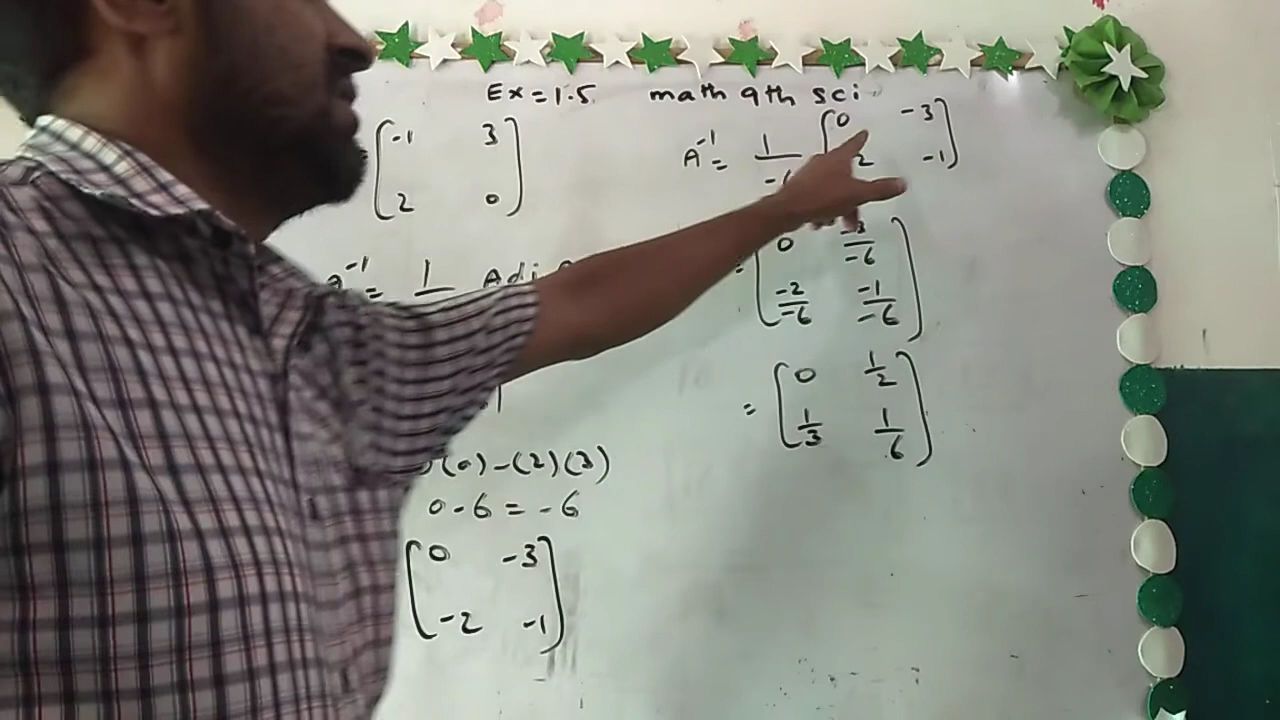 Ex = 1.5 math 9th sci
[ -1 3 ]
[ 2 0 ]
A⁻¹ = 1
(0) - (2)(3)
0 - 6 = - 6
[ 0 -3 ]
[ -2 -1 ]
A⁻¹ = 1/-6 [ 0 -3 ]
2 -1 ]
= [ 0 -3/-6 ]
[ -2/-6 -1/-6 ]
= [ 0 1/2 ]
[ 1/3 1/6 ]